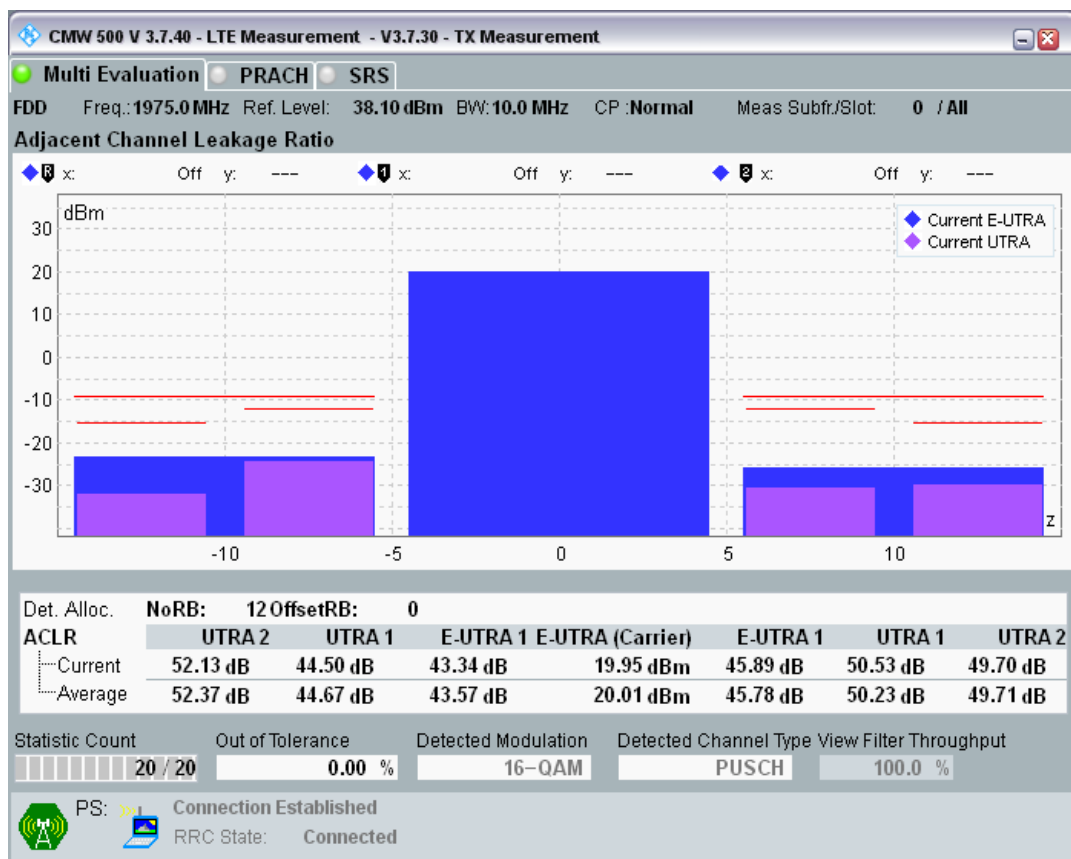 CMW 500 V 3.7.40 - LTE Measurement - V3.7.30 - TX Measurement
Multi Evaluation PRACH SRS
FDD Freq.: 1975.0 MHz Ref. Level: 38.10 dBm BW: 10.0 MHz CP :Normal Meas Subfr./Slot: 0 / All
Adjacent Channel Leakage Ratio
R x: Off y: --- 1 x: Off y: --- 2 x: Off y: ---
dBm
Current E-UTRA
Current UTRA
30
20
10
0
-10
-20
-30
z
-10 -5 0 5 10
Det. Alloc. NoRB: 12 OffsetRB: 0
ACLR UTRA 2 UTRA 1 E-UTRA 1 E-UTRA (Carrier) E-UTRA 1 UTRA 1 UTRA 2
Current 52.13 dB 44.50 dB 43.34 dB 19.95 dBm 45.89 dB 50.53 dB 49.70 dB
Average 52.37 dB 44.67 dB 43.57 dB 20.01 dBm 45.78 dB 50.23 dB 49.71 dB
Statistic Count Out of Tolerance Detected Modulation Detected Channel Type View Filter Throughput
20 / 20 0.00 % 16-QAM PUSCH 100.0 %
PS: Connection Established
RRC State: Connected